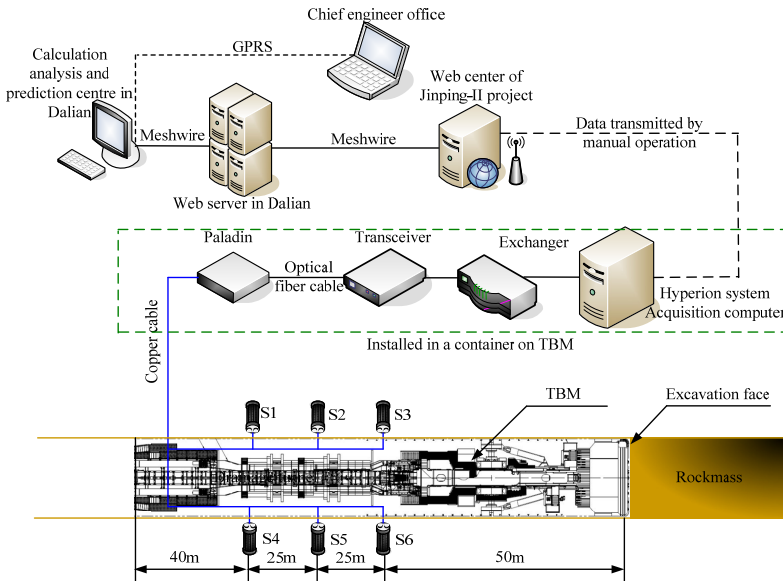 Chief engineer office
GPRS
Calculation
analysis and
prediction centre in
Dalian
Web center of
Jinping-II project
Meshwire
Meshwire
Data transmitted by
manual operation
Web server in Dalian
Paladin
Transceiver
Exchanger
Optical
fiber cable
Hyperion system
Acquisition computer
Copper cable
Installed in a container on TBM
S1
S2
S3
TBM
Excavation face
Rockmass
S4
S5
S6
40m
25m
25m
50m